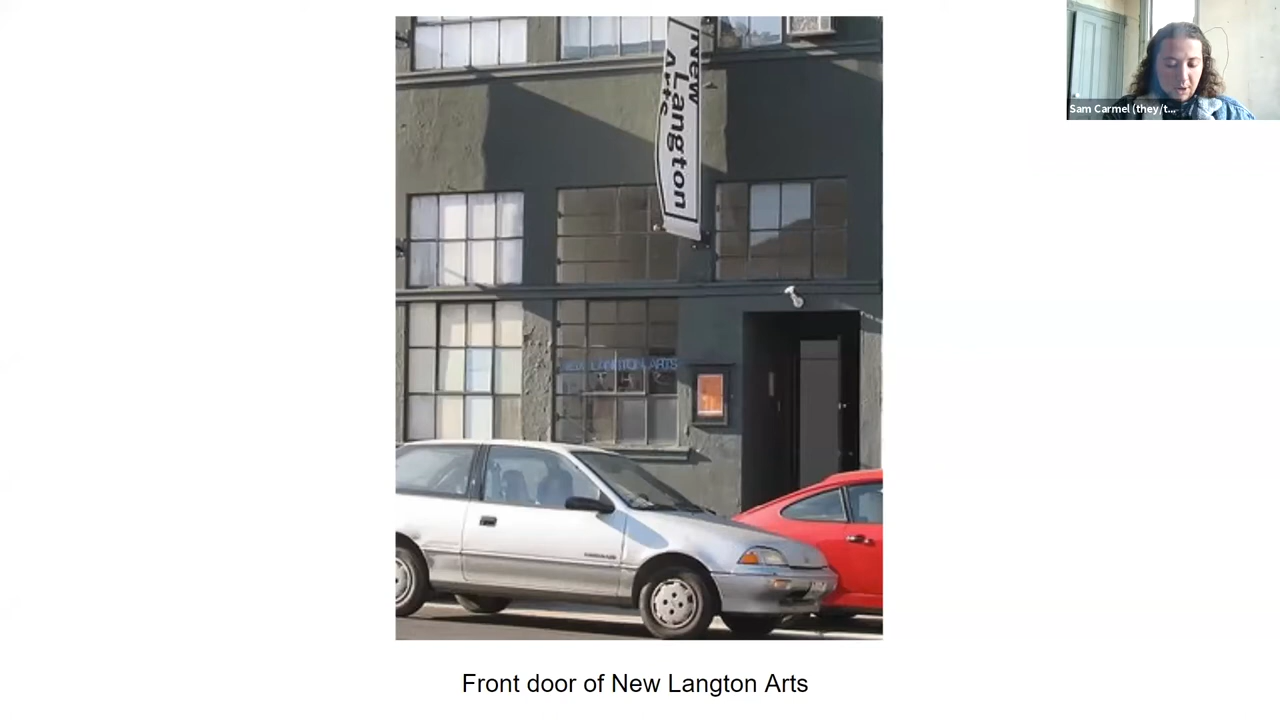 New
Langton
Arts
NEW LANGTON ARTS
Sam Carmel (they/t...
Front door of New Langton Arts